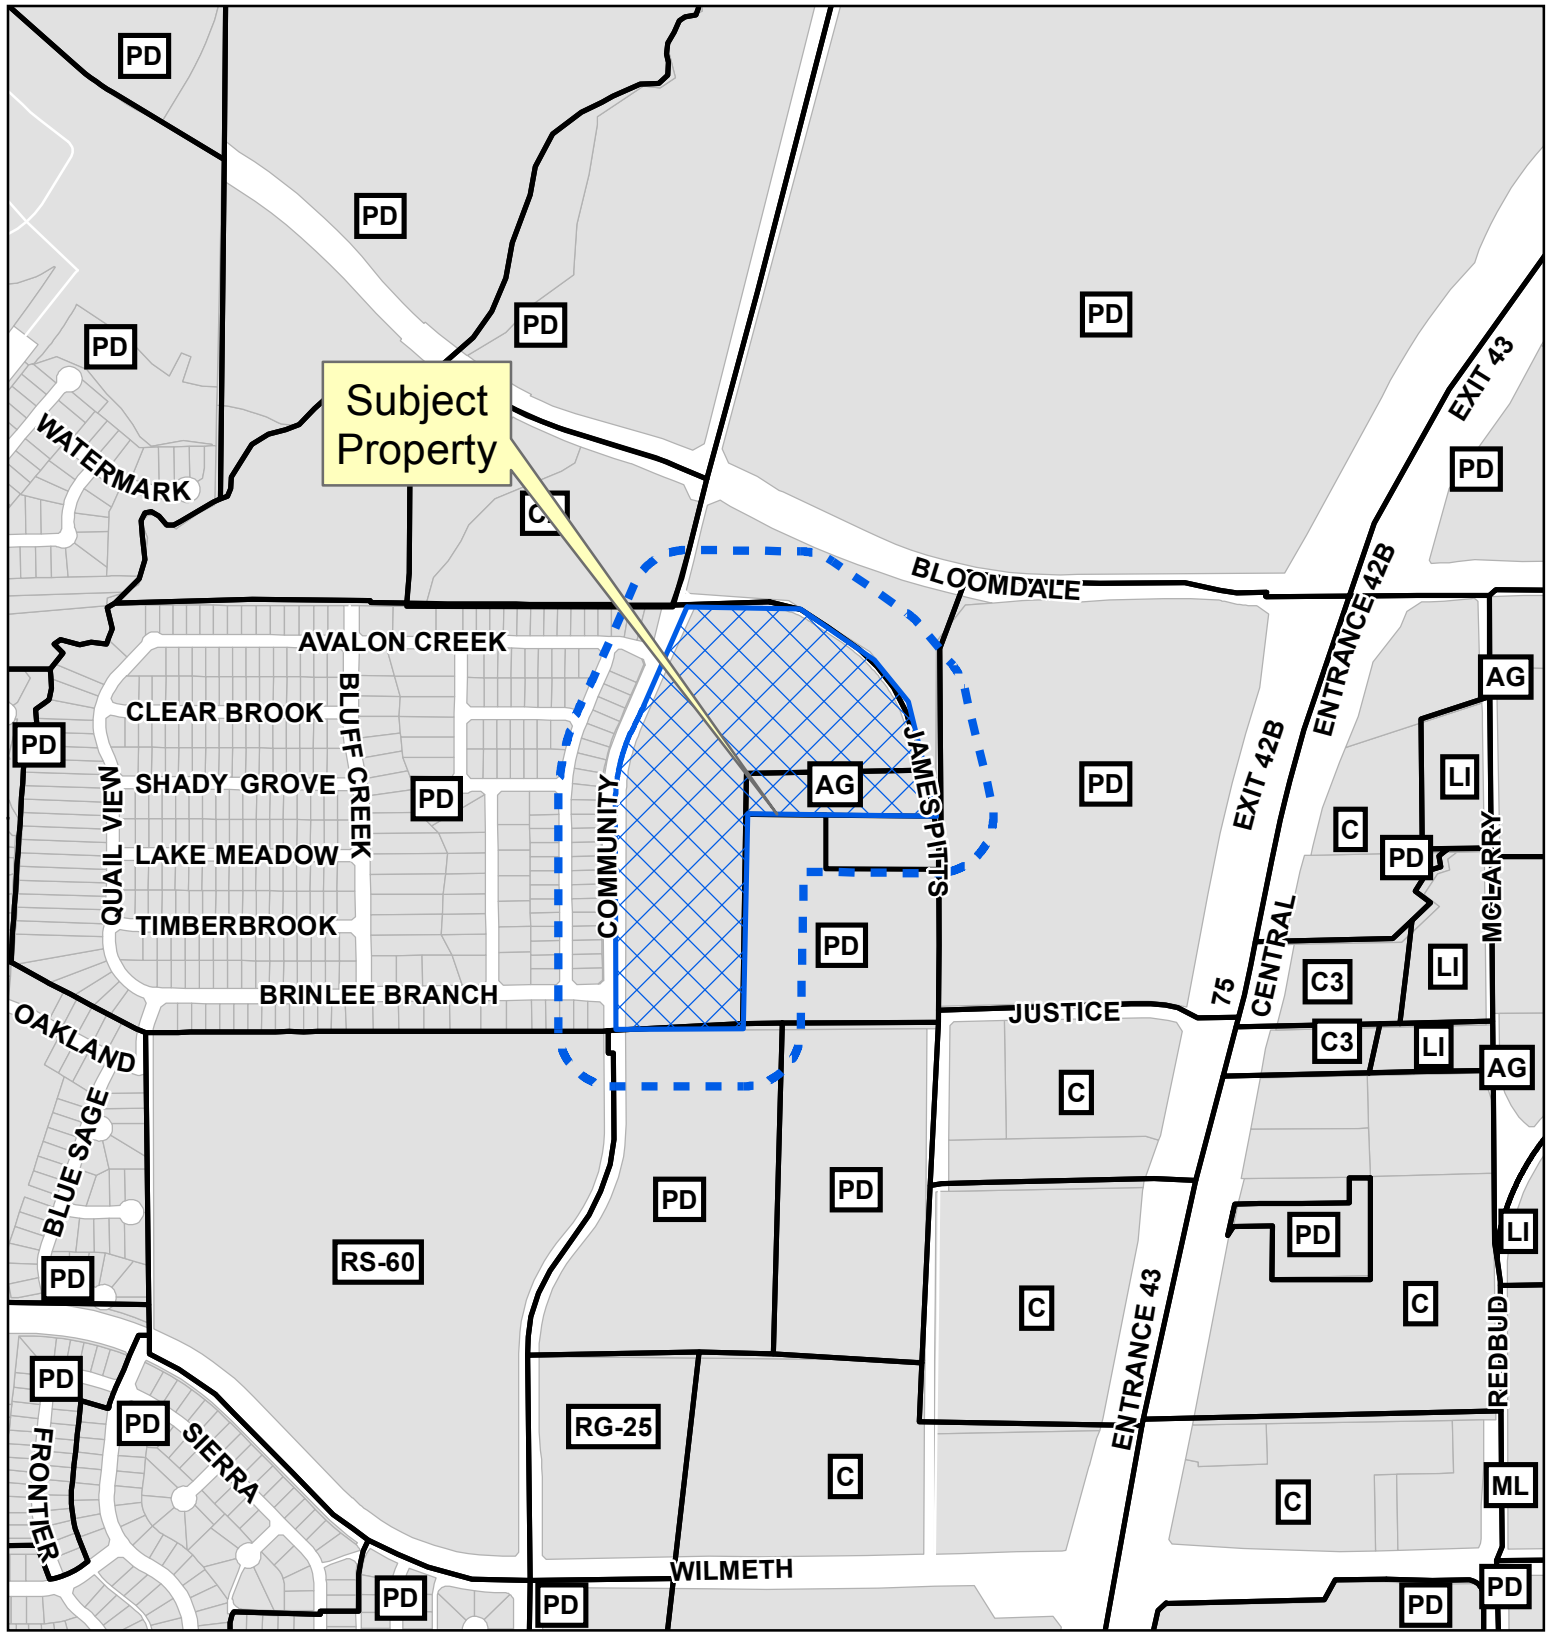 PD
PD
PD
PD
PD
EXIT 43
Subject
Property
WATERMARK
PD
BLOOMDALE
ENTRANCE 42B
AVALON CREEK
AG
BLUFF CREEK
CLEAR BROOK
PD
JAMES PITTS
EXIT 42B
QUAIL VIEW
SHADY GROVE
PD
COMMUNITY
AG
PD
LI
C
PD
MCLARRY
LAKE MEADOW
TIMBERBROOK
PD
CENTRAL
75
C3
LI
BRINLEE BRANCH
JUSTICE
OAKLAND
C3
LI
AG
C
BLUE SAGE
PD
PD
PD
LI
RS-60
PD
C
C
ENTRANCE 43
REDBUD
PD
PD
SIERRA
FRONTIER
RG-25
C
C
ML
WILMETH
PD
PD
PD
PD